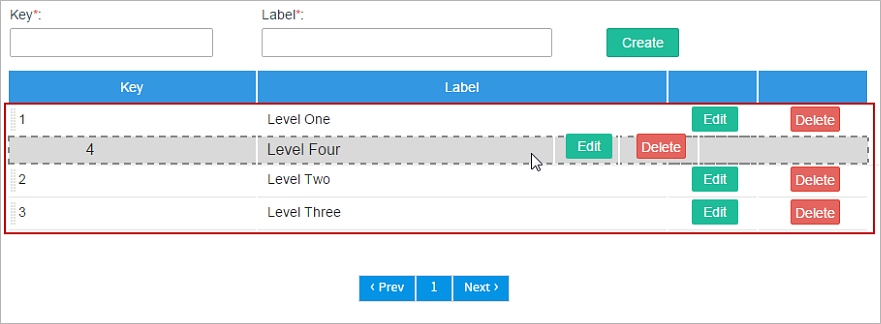 Key*: Label*:
Create
Key Label
1 Level One Edit Delete
4 Level Four Edit Delete
2 Level Two Edit Delete
3 Level Three Edit Delete
‹ Prev 1 Next ›